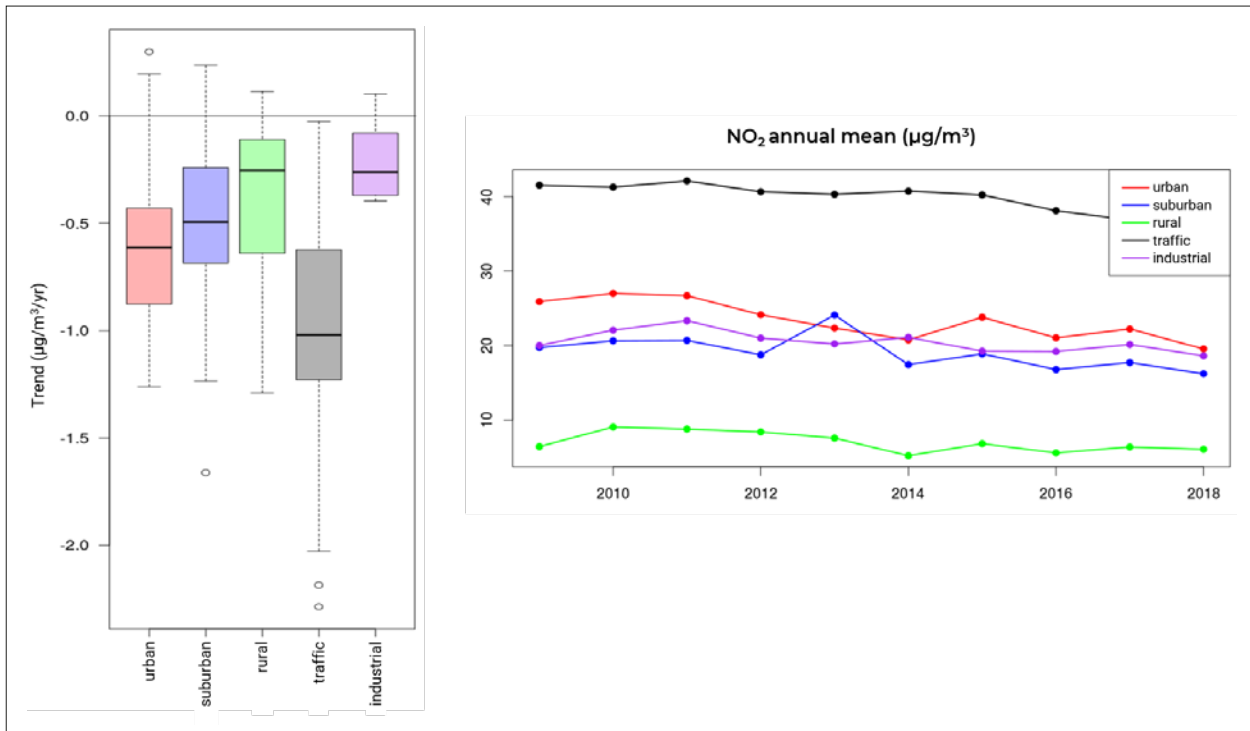 0.0
-0.5
-1.0
-1.5
-2.0
Trend (µg/m³/yr)
urban
suburban
rural
traffic
industrial
NO₂ annual mean (µg/m³)
40
30
20
10
urban
suburban
rural
traffic
industrial
2010
2012
2014
2016
2018